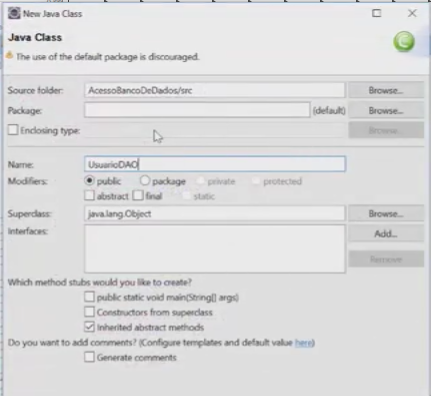 New Java Class
Java Class
The use of the default package is discouraged.
Source folder: AcessoBancoDeDados/src Browse...
Package: (default) Browse...
Enclosing type: Browse...
Name: UsuarioDAO
Modifiers: public package private protected
abstract final static
Superclass: java.lang.Object Browse...
Interfaces: Add...
Remove
Which method stubs would you like to create?
public static void main(String[] args)
Constructors from superclass
Inherited abstract methods
Do you want to add comments? (Configure templates and default value here)
Generate comments